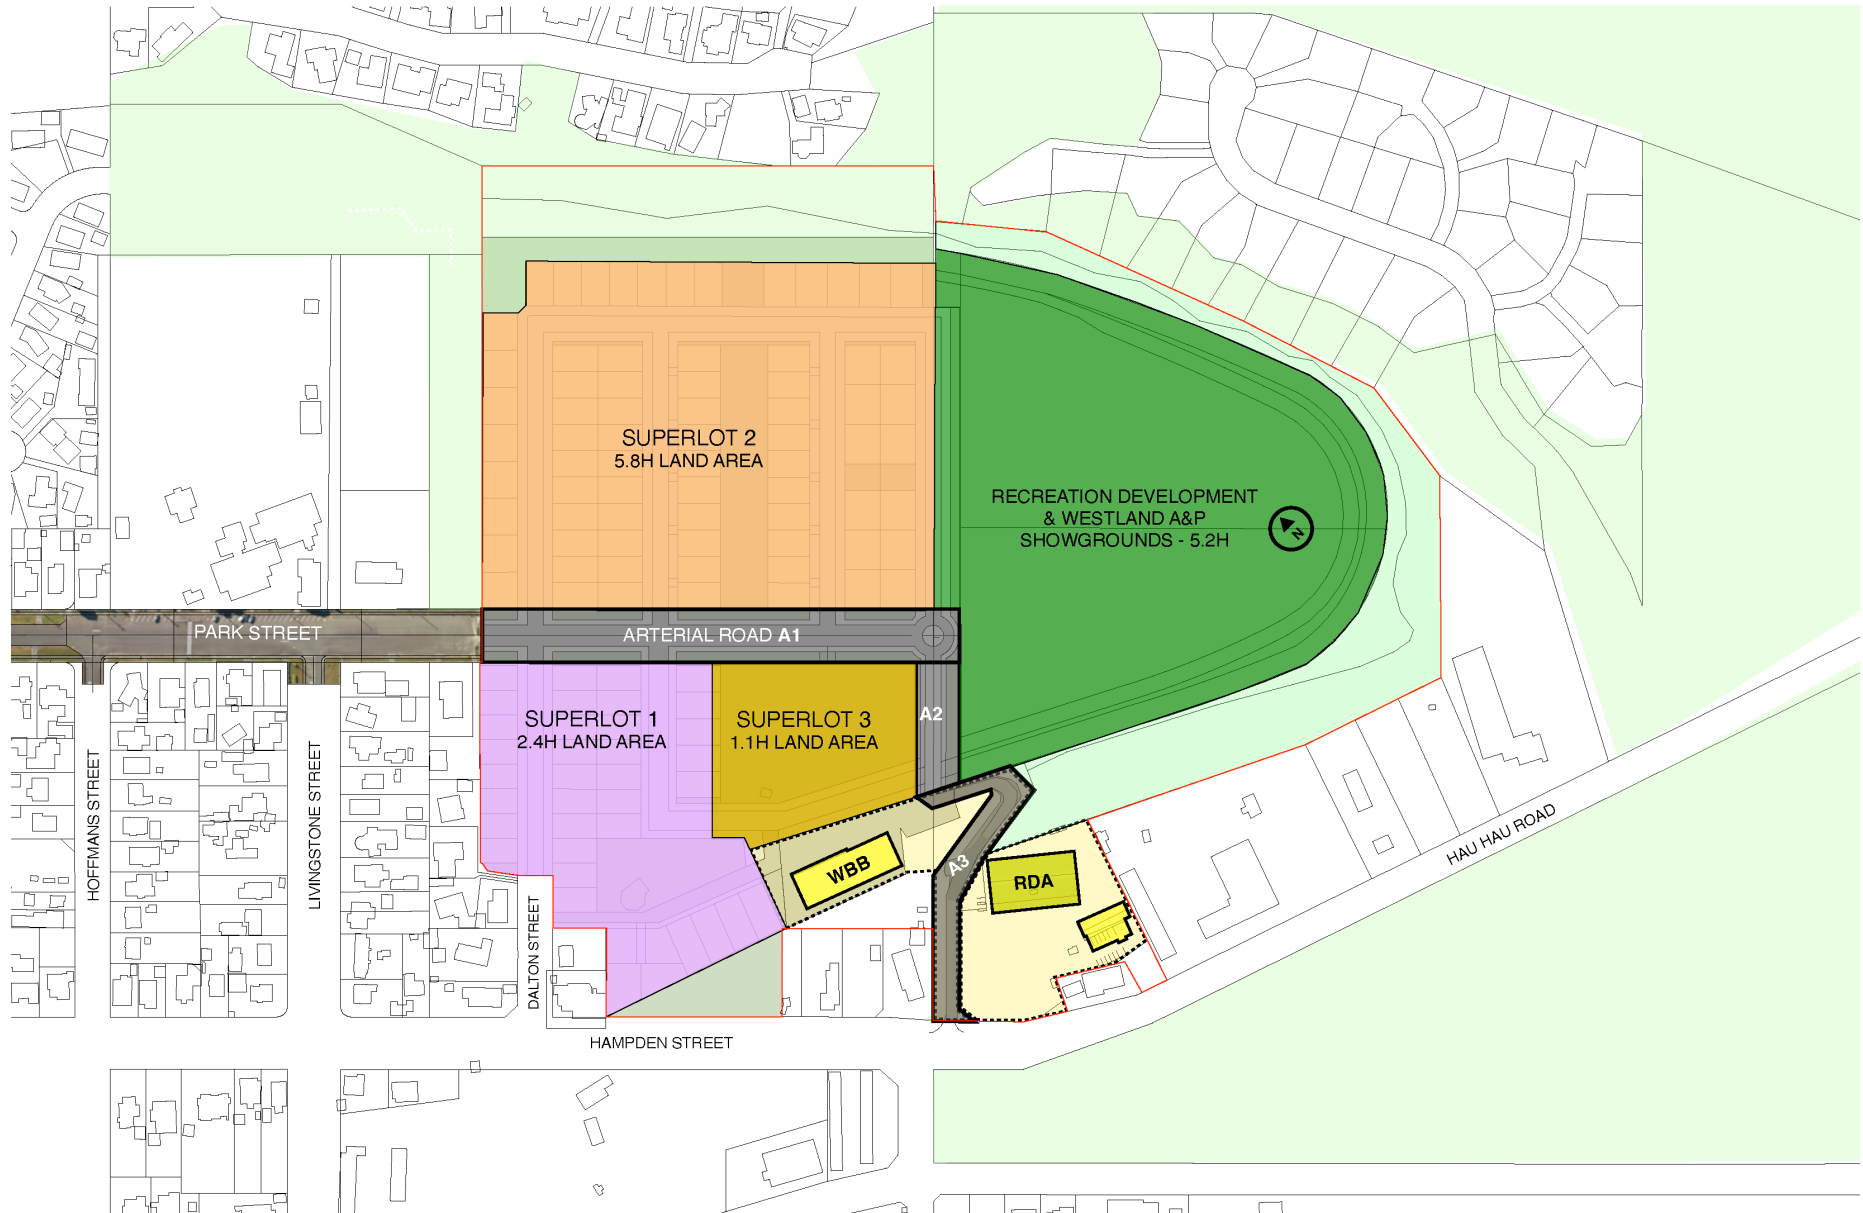 SUPERLOT 2
5.8H LAND AREA
RECREATION DEVELOPMENT
& WESTLAND A&P
SHOWGROUNDS - 5.2H
N
PARK STREET
ARTERIAL ROAD A1
SUPERLOT 1
2.4H LAND AREA
SUPERLOT 3
1.1H LAND AREA
A2
HOFFMANS STREET
LIVINGSTONE STREET
DALTON STREET
WBB
A3
RDA
HAU HAU ROAD
HAMPDEN STREET